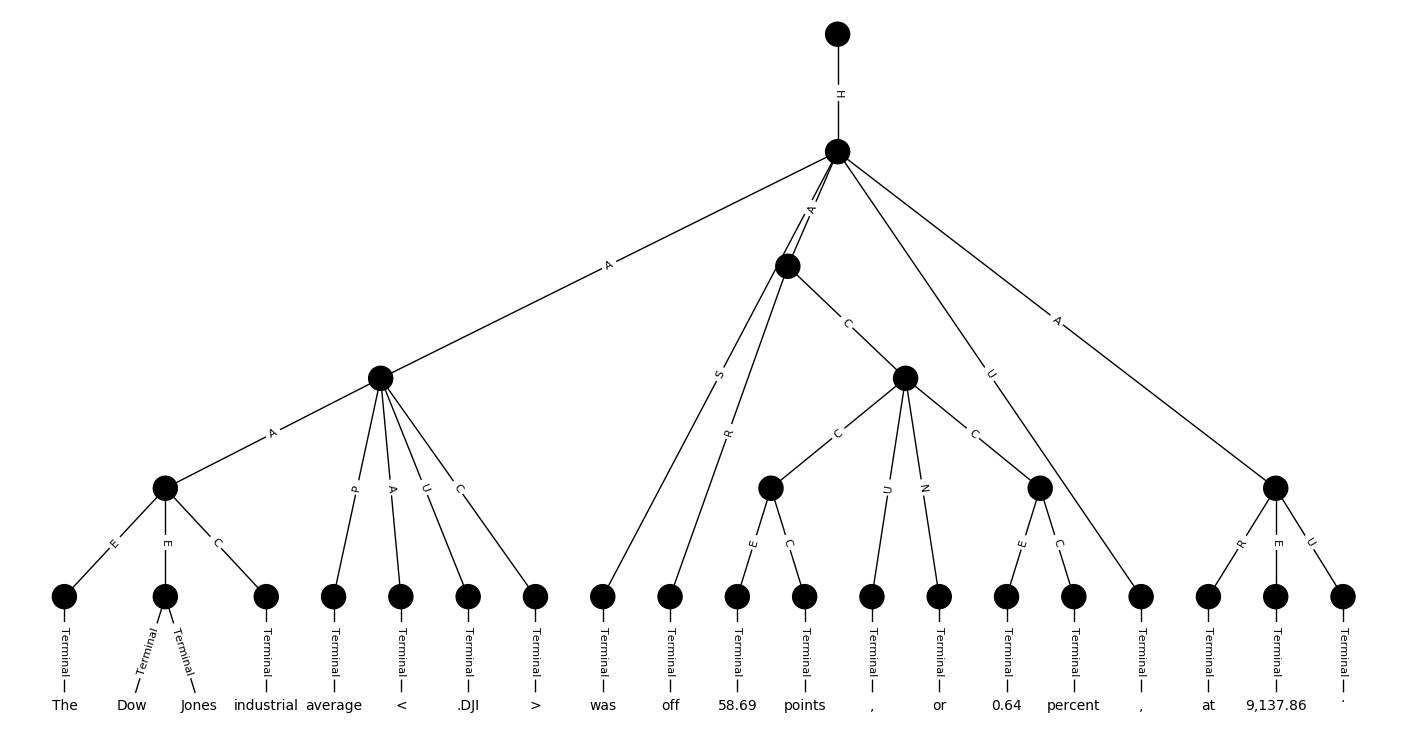 H
A
A
S
A
C
R
U
A
A
P
A
U
C
C
U
N
C
E
E
C
E
C
E
C
R
E
U
Terminal Terminal Terminal Terminal Terminal Terminal Terminal Terminal Terminal Terminal Terminal Terminal Terminal Terminal Terminal Terminal Terminal Terminal Terminal Terminal
The Dow Jones industrial average < .DJI > was off 58.69 points , or 0.64 percent , at 9,137.86 .